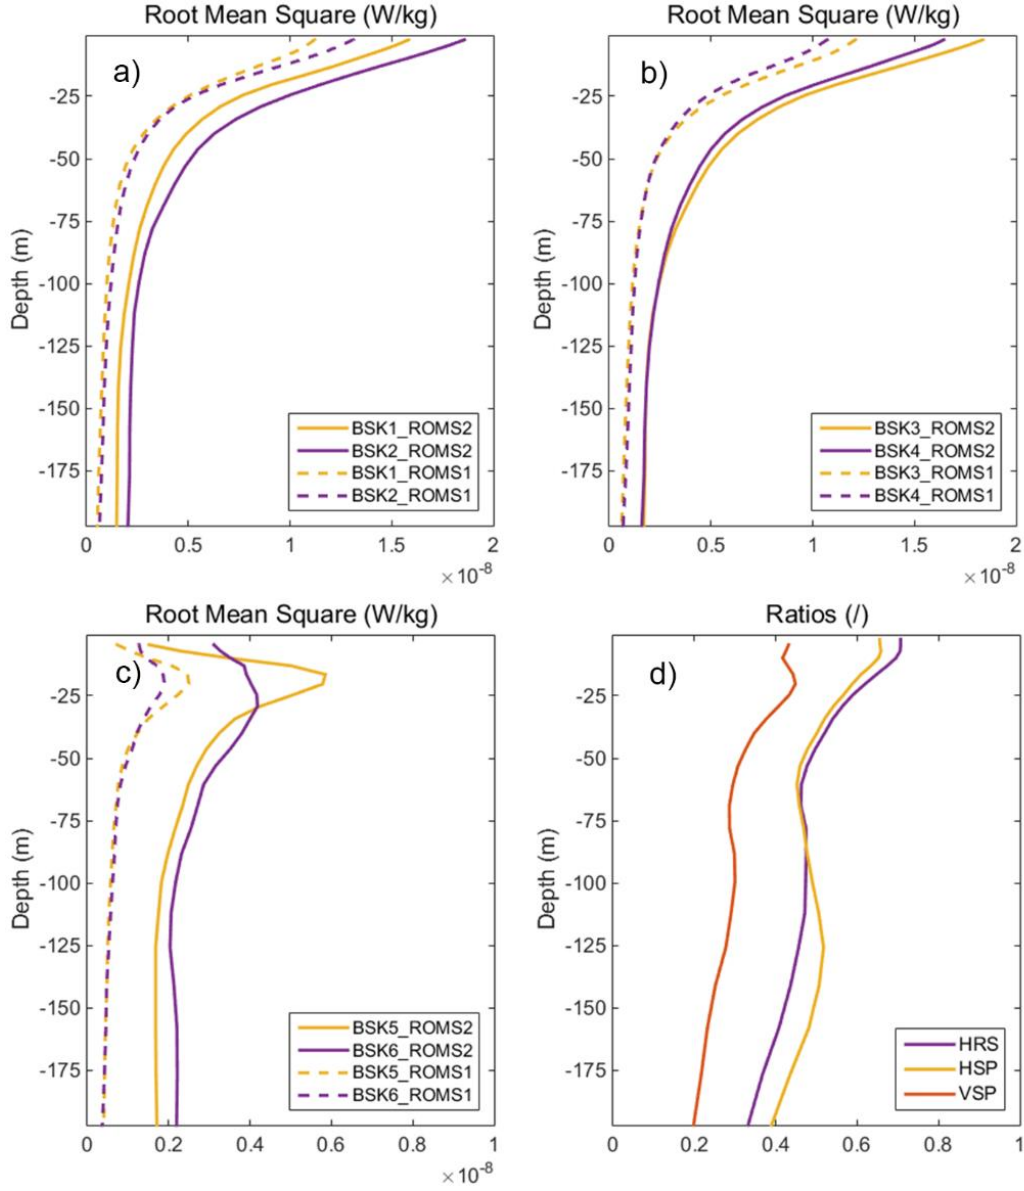 Root Mean Square (W/kg)
a)
-25
-50
-75
-100
-125
-150
-175
Depth (m)
BSK1_ROMS2
BSK2_ROMS2
BSK1_ROMS1
BSK2_ROMS1
0 0.5 1 1.5 2
×10-8
Root Mean Square (W/kg)
b)
-25
-50
-75
-100
-125
-150
-175
Depth (m)
BSK3_ROMS2
BSK4_ROMS2
BSK3_ROMS1
BSK4_ROMS1
0 0.5 1 1.5 2
×10-8
Root Mean Square (W/kg)
c)
-25
-50
-75
-100
-125
-150
-175
Depth (m)
BSK5_ROMS2
BSK6_ROMS2
BSK5_ROMS1
BSK6_ROMS1
0 0.2 0.4 0.6 0.8 1
×10-8
Ratios (/)
d)
-25
-50
-75
-100
-125
-150
-175
Depth (m)
HRS
HSP
VSP
0 0.2 0.4 0.6 0.8 1